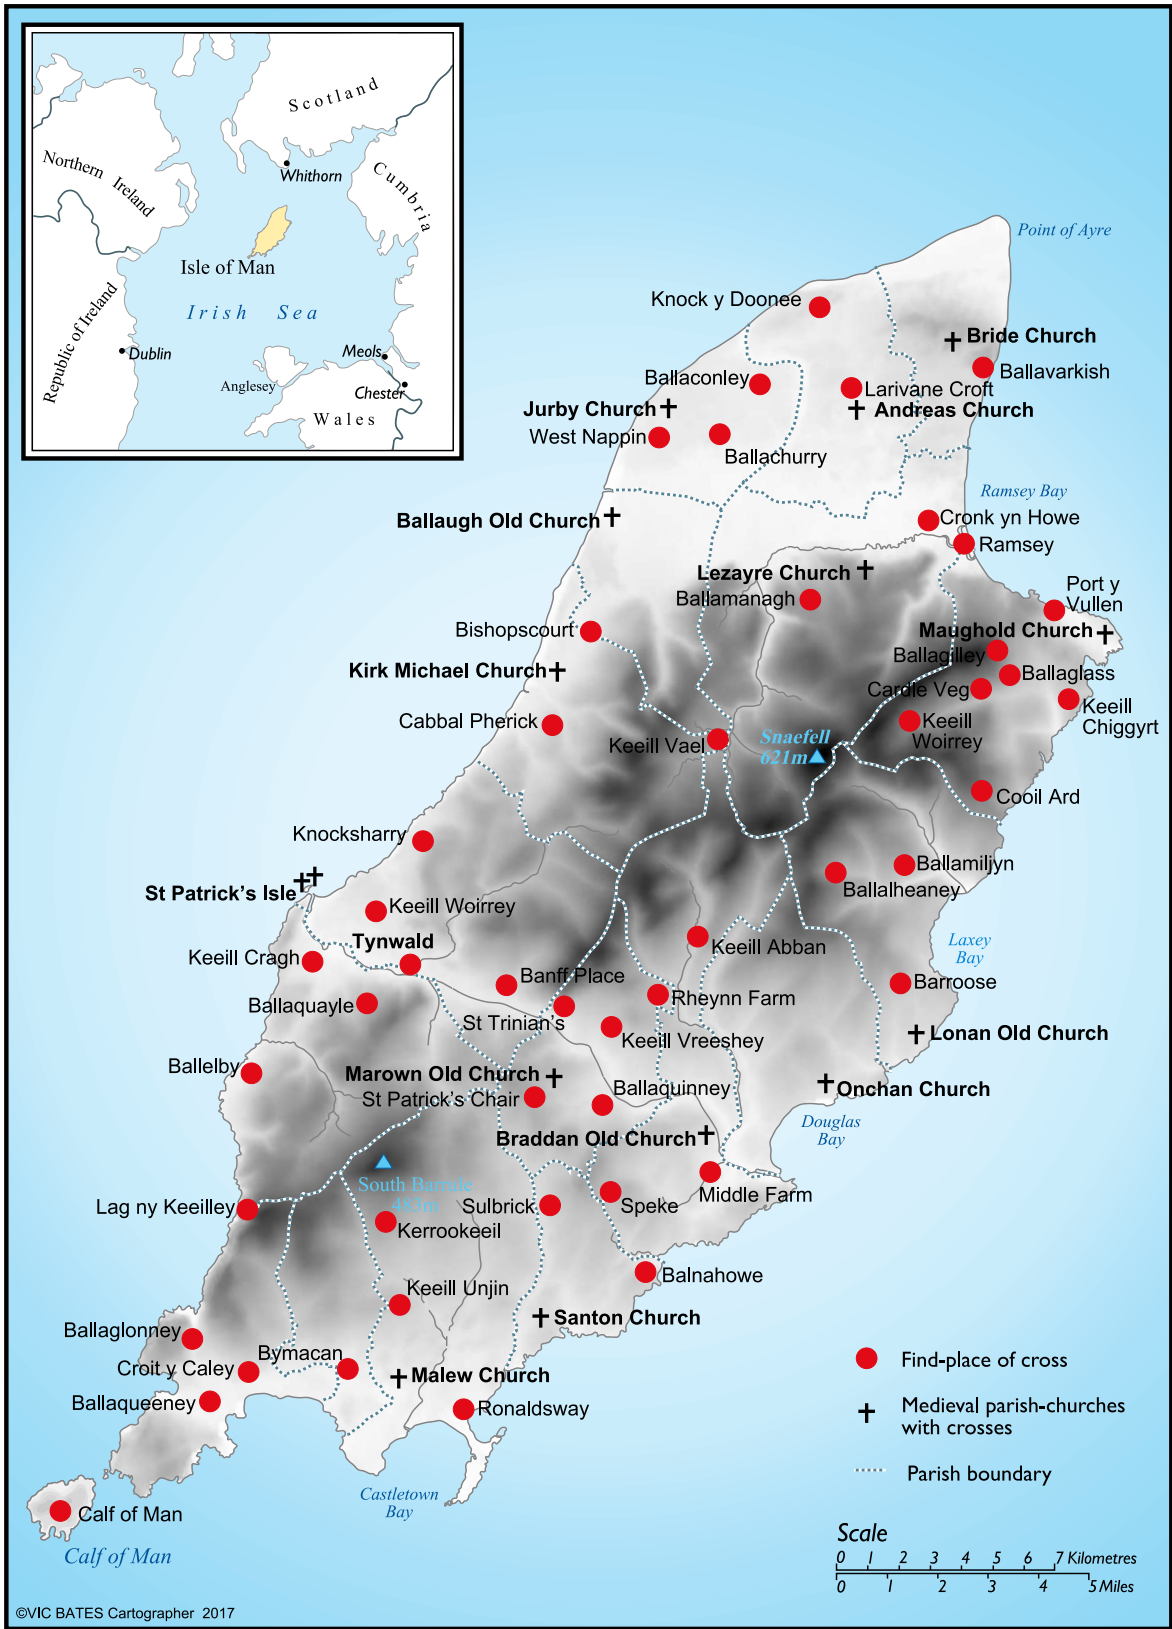 Scotland
Northern Ireland
Whithorn
Cumbria
Isle of Man
Irish Sea
Republic of Ireland
Dublin
Meols
Anglesey
Chester
Wales
Point of Ayre
Knock y Doonee
Bride Church
Ballavarkish
Ballaconley
Larivane Croft
Jurby Church
Andreas Church
West Nappin
Ballachurry
Ramsey Bay
Ballaugh Old Church
Cronk yn Howe
Ramsey
Lezayre Church
Ballamanagh
Port y
Vullen
Bishopscourt
Maughold Church
Ballagilley
Kirk Michael Church
Ballaglass
Cardle Veg
Keeill
Chiggyrt
Cabbal Pherick
Keeill
Woirrey
Keeill Vael
Snaefell
621m
Cooil Ard
Knocksharry
Ballamiljyn
Ballalheaney
St Patrick's Isle
Keeill Woirrey
Tynwald
Keeill Abban
Laxey
Bay
Keeill Cragh
Banff Place
Barroose
Ballaquayle
Rheynn Farm
St Trinian's
Keeill Vreeshey
Lonan Old Church
Ballelby
Marown Old Church
Ballaquinney
Onchan Church
St Patrick's Chair
Douglas
Bay
Braddan Old Church
South Barrule
483m
Middle Farm
Lag ny Keeilley
Sulbrick
Speke
Kerrookeeil
Balnahowe
Keeill Unjin
Santon Church
Ballaglonney
Bymacan
Croit y Caley
Malew Church
Ballaqueeney
Ronaldsway
Find-place of cross
Medieval parish-churches
with crosses
Parish boundary
Castletown
Bay
Calf of Man
Calf of Man
Scale
0 1 2 3 4 5 6 7 Kilometres
0 1 2 3 4 5 Miles
©VIC BATES Cartographer 2017